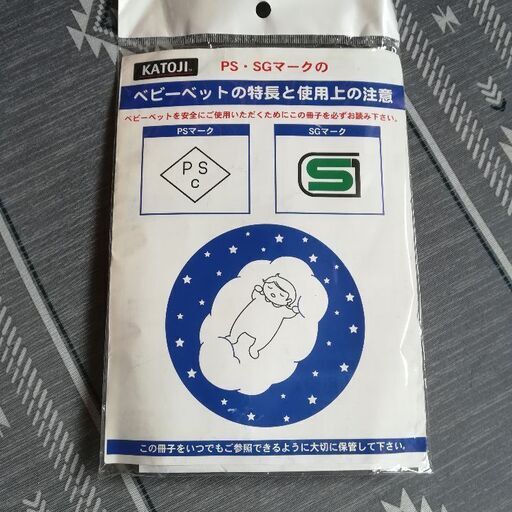 KATOJI
PS・SGマークの
ベビーベットの特長と使用上の注意
ベビーベットを安全にご使用いただくためにこの冊子を必ずお読み下さい。
PSマーク
SGマーク
PS
C
SG
この冊子をいつでもご参照できるように大切に保管して下さい。